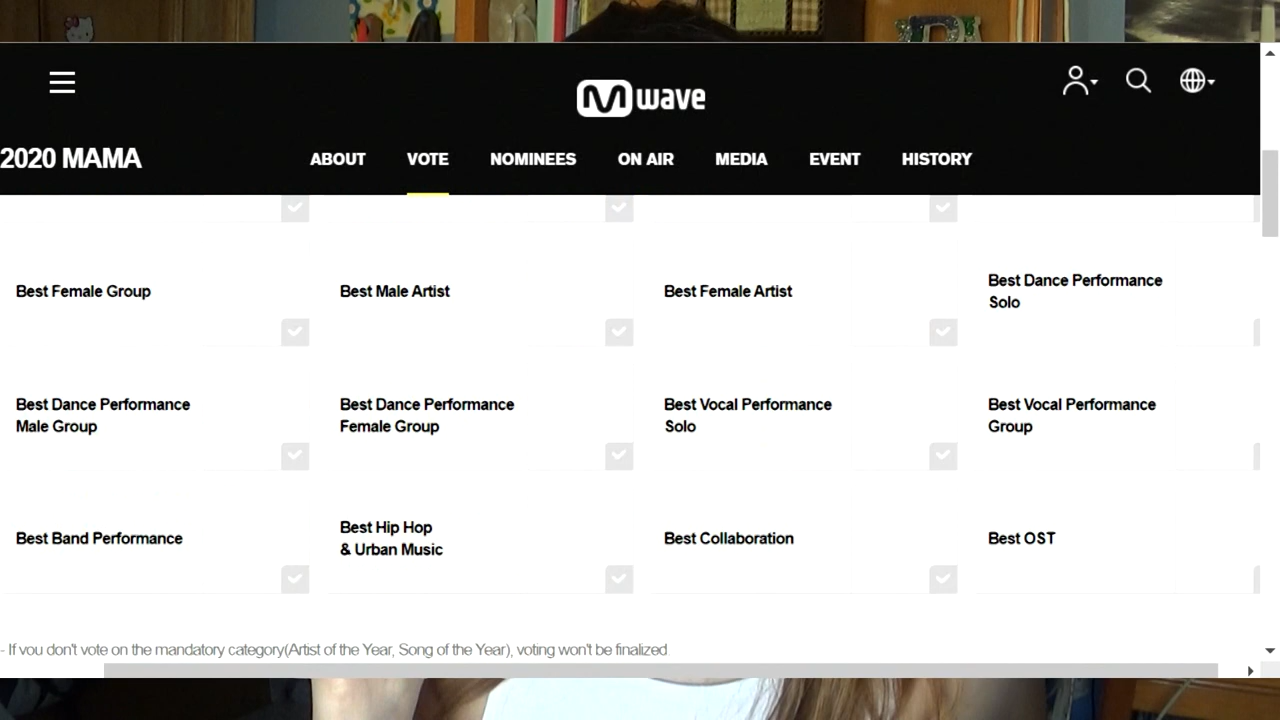 M wave
2020 MAMA ABOUT VOTE NOMINEES ON AIR MEDIA EVENT HISTORY
Best Female Group
Best Male Artist
Best Female Artist
Best Dance Performance
Solo
Best Dance Performance
Male Group
Best Dance Performance
Female Group
Best Vocal Performance
Solo
Best Vocal Performance
Group
Best Band Performance
Best Hip Hop
& Urban Music
Best Collaboration
Best OST
- If you don't vote on the mandatory category(Artist of the Year, Song of the Year), voting won't be finalized